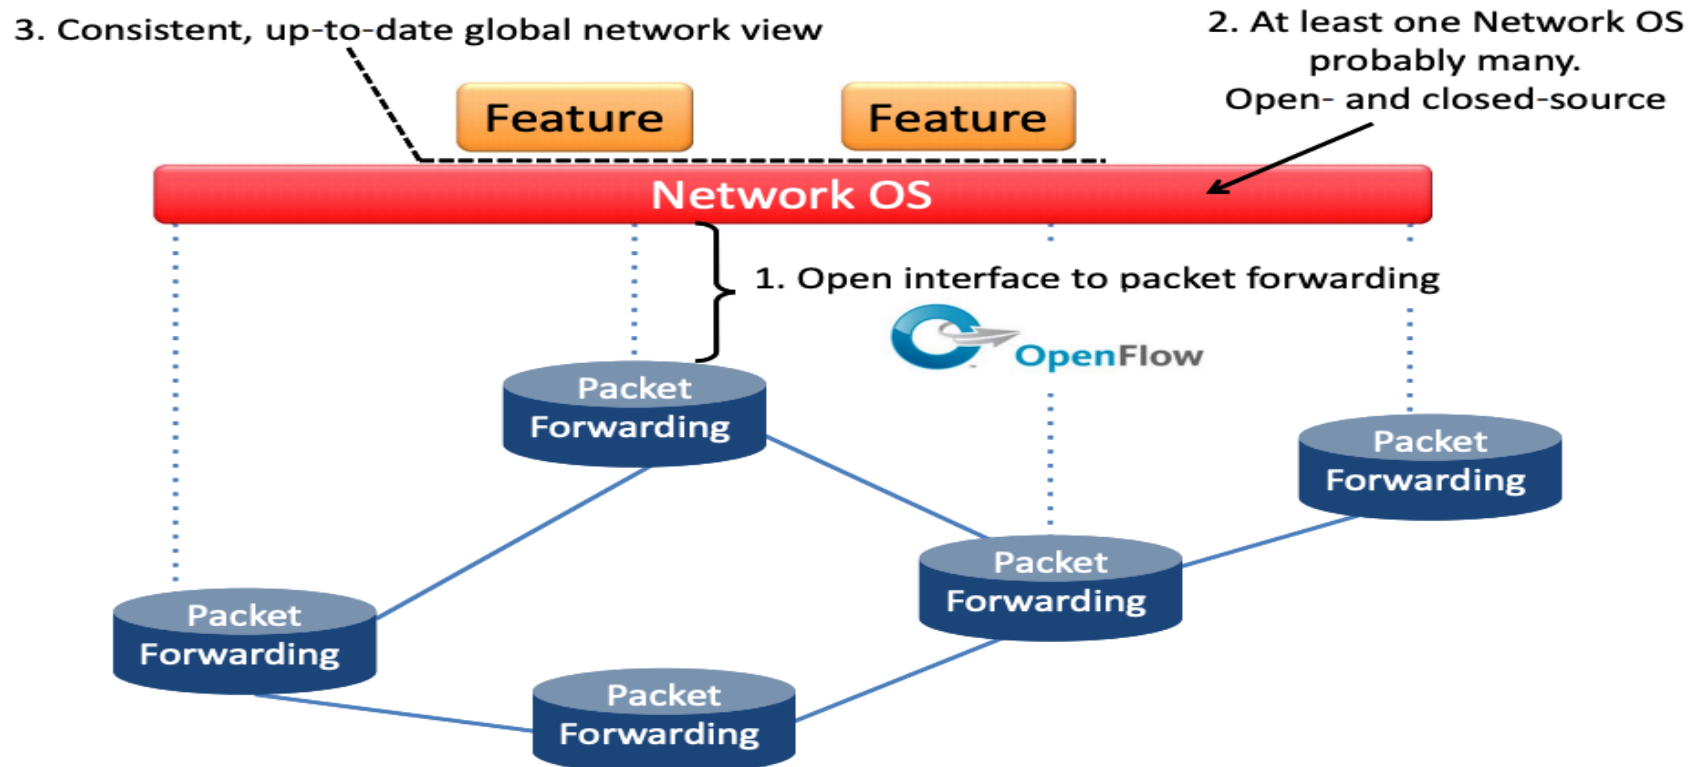 3. Consistent, up-to-date global network view
2. At least one Network OS
probably many.
Open- and closed-source
Feature
Feature
Network OS
1. Open interface to packet forwarding
OpenFlow
Packet
Forwarding
Packet
Forwarding
Packet
Forwarding
Packet
Forwarding
Packet
Forwarding